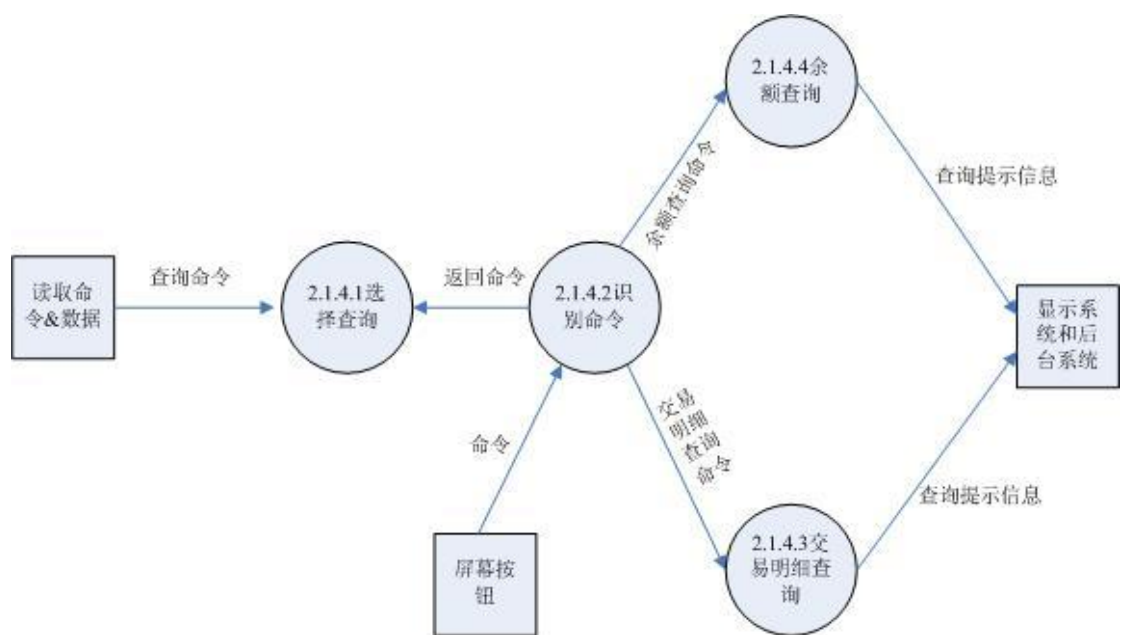 2.1.4.4余
额查询
余额查询命令
查询提示信息
读取命
令&数据
查询命令
2.1.4.1选
择查询
返回命令
2.1.4.2识
别命令
显示系
统和后
台系统
命令
交易
明细
查询
命令
查询提示信息
屏幕按
钮
2.1.4.3交
易明细查
询